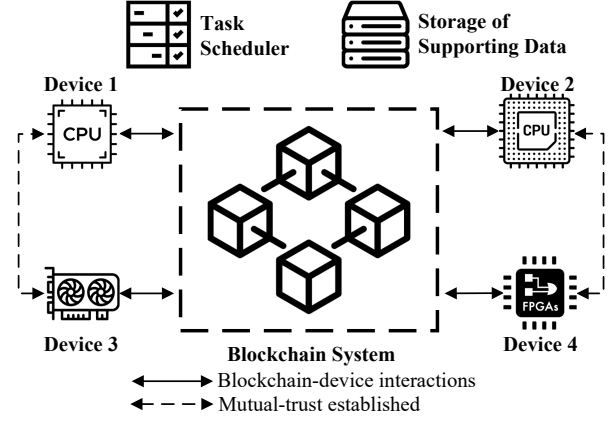 Task
Scheduler
Storage of
Supporting Data
Device 1
Device 2
CPU
CPU
FPGAs
Device 3
Device 4
Blockchain System
Blockchain-device interactions
Mutual-trust established